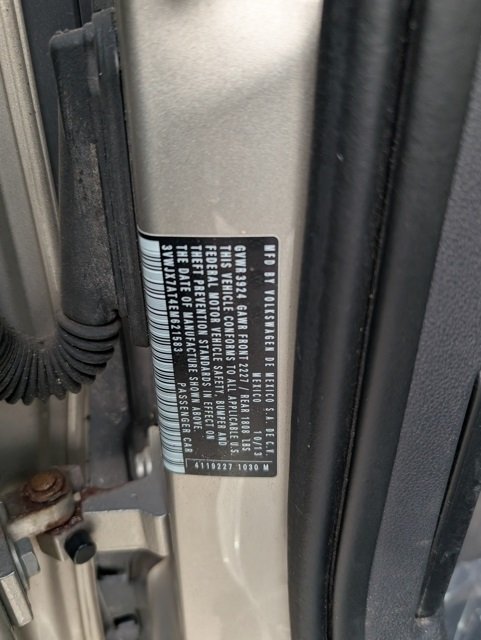 MFD BY VOLKSWAGEN DE MEXICO S.A. DE C.V.
MEXICO 10/13
GVWR3924 GAWR FRONT 2227/ REAR 1808 LBS
THIS VEHICLE CONFORMS TO ALL APPLICABLE U.S.
FEDERAL MOTOR VEHICLE SAFETY, BUMPER AND
THEFT PREVENTION STANDARDS IN EFFECT ON
THE DATE OF MANUFACTURE SHOWN ABOVE.
3VWJX7AT4EM621583 PASSENGER CAR
4119227 1030 M